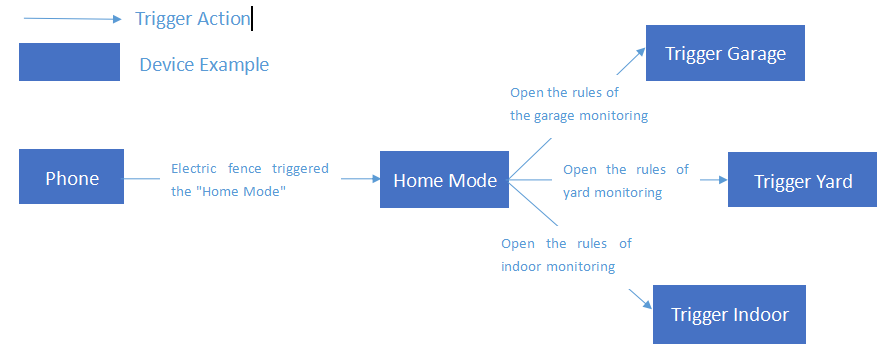 Trigger Action
Device Example
Trigger Garage
Open the rules of
the garage monitoring
Phone
Electric fence triggered
the "Home Mode"
Home Mode
Open the rules of
yard monitoring
Trigger Yard
Open the rules of
indoor monitoring
Trigger Indoor